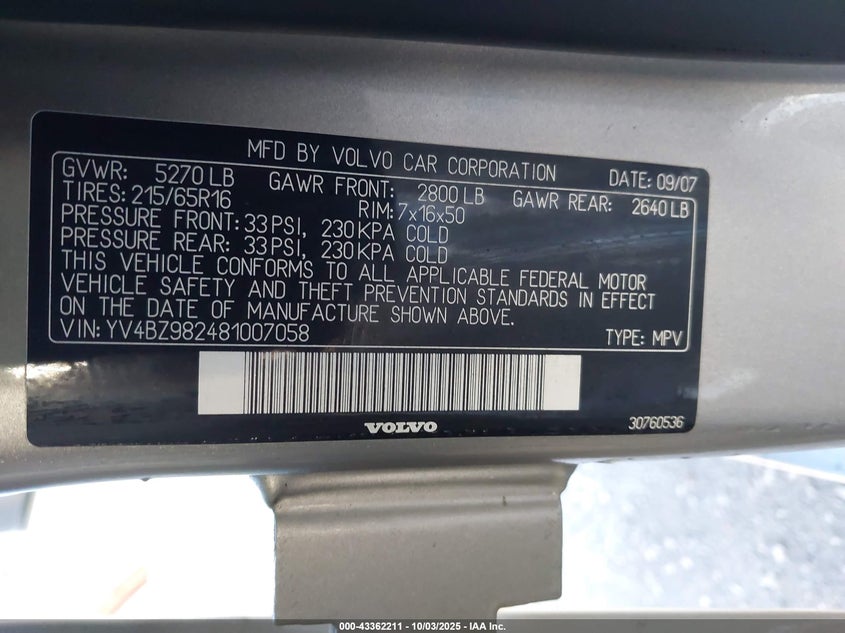 MFD BY VOLVO CAR CORPORATION DATE: 09/07
GVWR: 5270 LB GAWR FRONT: 2800 LB GAWR REAR: 2640 LB
TIRES: 215/65R16 RIM: 7x16x50
PRESSURE FRONT: 33 PSI, 230 KPA COLD
PRESSURE REAR: 33 PSI, 230 KPA COLD
THIS VEHICLE CONFORMS TO ALL APPLICABLE FEDERAL MOTOR
VEHICLE SAFETY AND THEFT PREVENTION STANDARDS IN EFFECT
ON THE DATE OF MANUFACTURE SHOWN ABOVE.
VIN: YV4BZ982481007058 TYPE: MPV
VOLVO 30760536
000-43362211 - 10/03/2025 - IAA Inc.